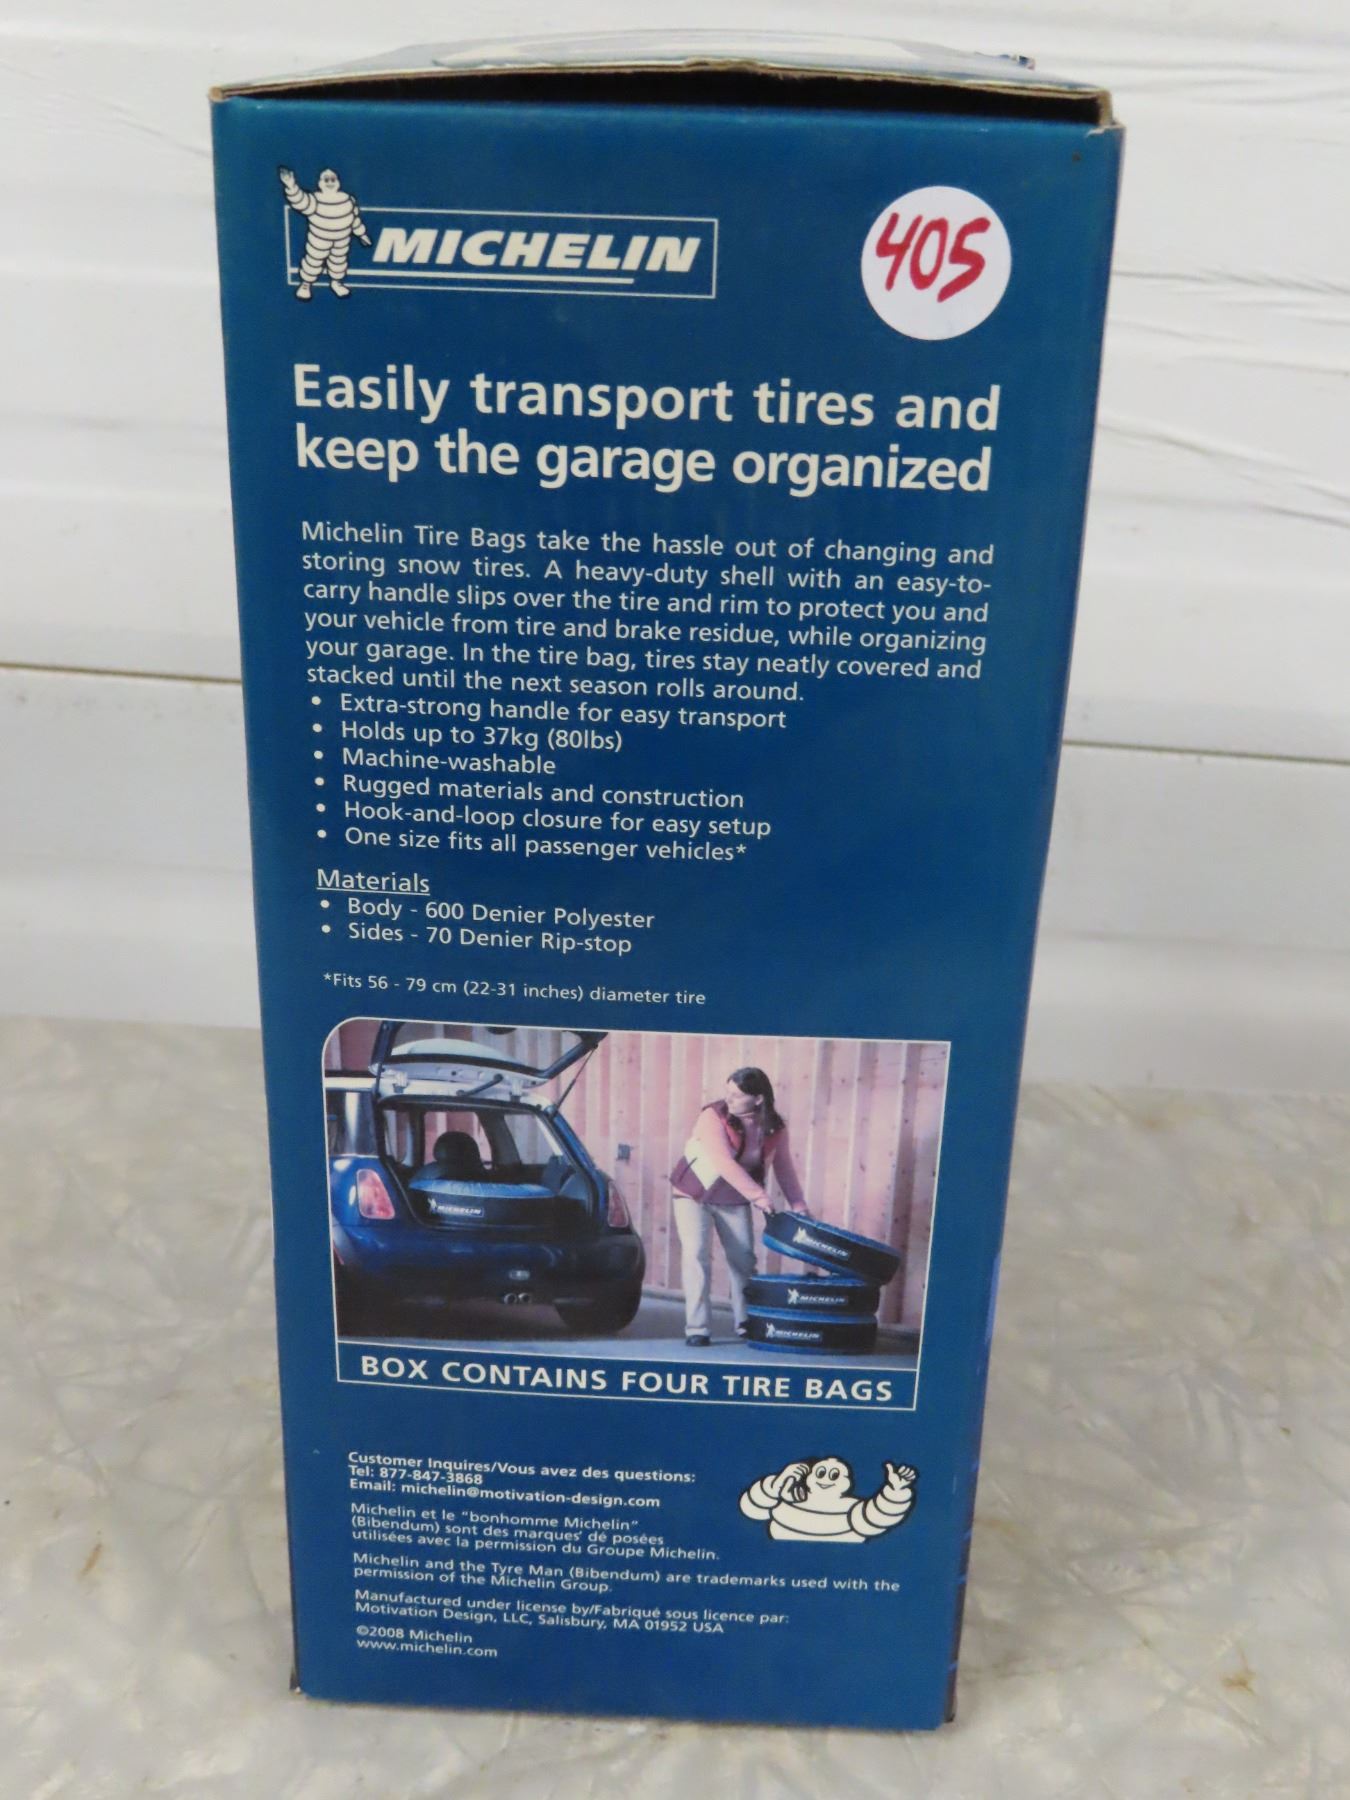 MICHELIN
405
Easily transport tires and
keep the garage organized
Michelin Tire Bags take the hassle out of changing and
storing snow tires. A heavy-duty shell with an easy-to-
carry handle slips over the tire and rim to protect you and
your vehicle from tire and brake residue, while organizing
your garage. In the tire bag, tires stay neatly covered and
stacked until the next season rolls around.
• Extra-strong handle for easy transport
• Holds up to 37kg (80lbs)
• Machine-washable
• Rugged materials and construction
• Hook-and-loop closure for easy setup
• One size fits all passenger vehicles*
Materials
• Body - 600 Denier Polyester
• Sides - 70 Denier Rip-stop
*Fits 56 - 79 cm (22-31 inches) diameter tire
MICHELIN
MICHELIN
MICHELIN
MICHELIN
BOX CONTAINS FOUR TIRE BAGS
Customer Inquires/Vous avez des questions:
Tel: 877-847-3868
Email: michelin@motivation-design.com
Michelin et le "bonhomme Michelin"
(Bibendum) sont des marques' dé posées
utilisées avec la permission du Groupe Michelin.
Michelin and the Tyre Man (Bibendum) are trademarks used with the
permission of the Michelin Group.
Manufactured under license by/Fabriqué sous licence par:
Motivation Design, LLC, Salisbury, MA 01952 USA
©2008 Michelin
www.michelin.com